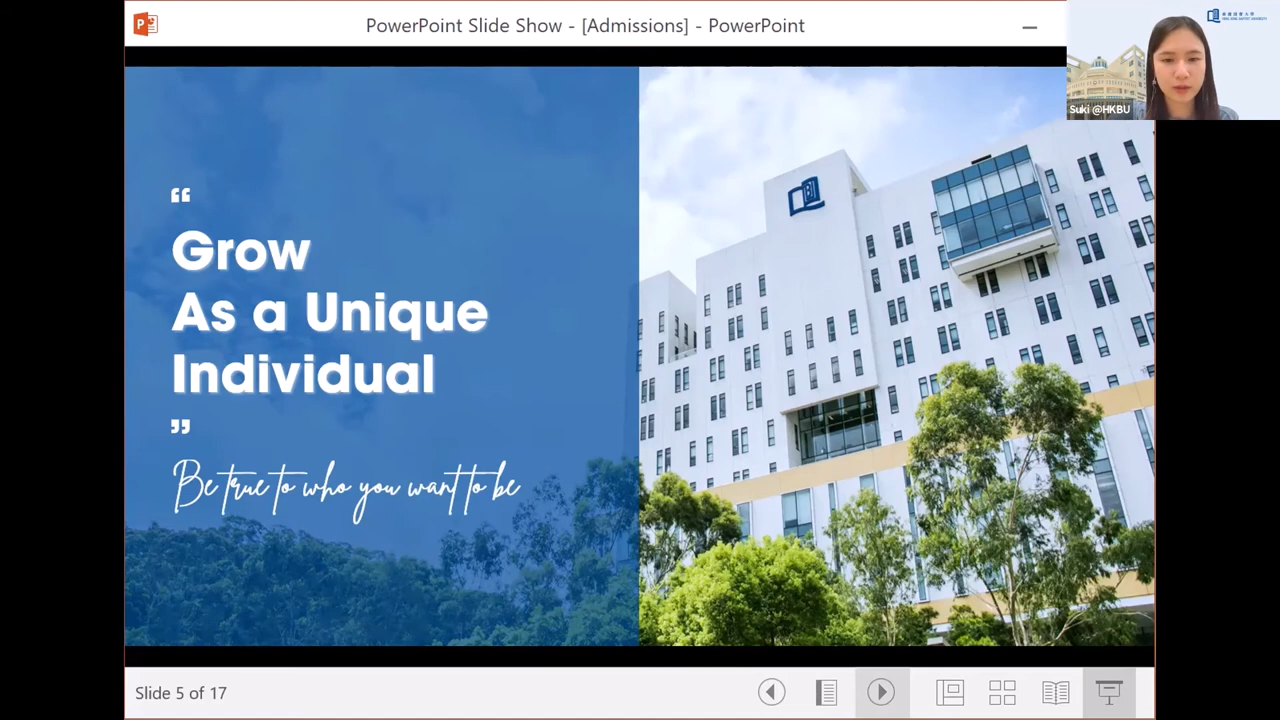 PowerPoint Slide Show - [Admissions] - PowerPoint
Suki @HKBU
“
Grow
As a Unique
Individual
”
Be true to who you want to be
Slide 5 of 17